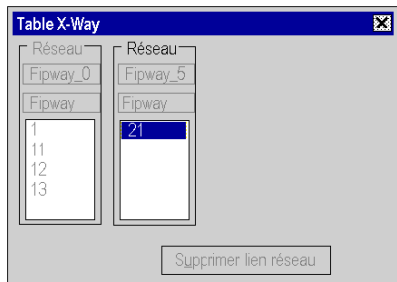 Table X-Way
Réseau
Fipway_0
Fipway
1
11
12
13
Réseau
Fipway_5
Fipway
21
Supprimer lien réseau